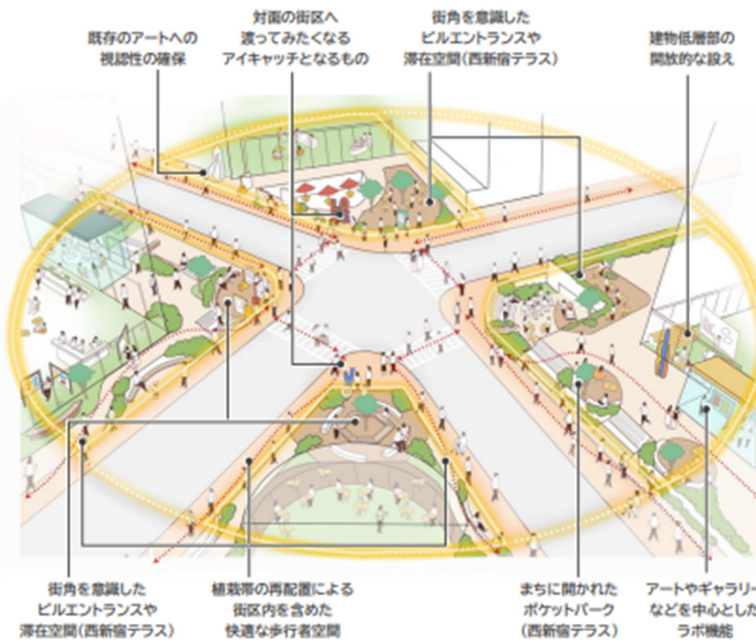 既存のアートへの
視認性の確保
対面の街区へ
渡ってみたくなる
アイキャッチとなるもの
街角を意識した
ビルエントランスや
滞在空間(西新宿テラス)
建物低層部の
開放的な設え
街角を意識した
ビルエントランスや
滞在空間(西新宿テラス)
植栽帯の再配置による
街区内を含めた
快適な歩行者空間
まちに開かれた
ポケットパーク
(西新宿テラス)
アートやギャラリー
などを中心とした
ラボ機能